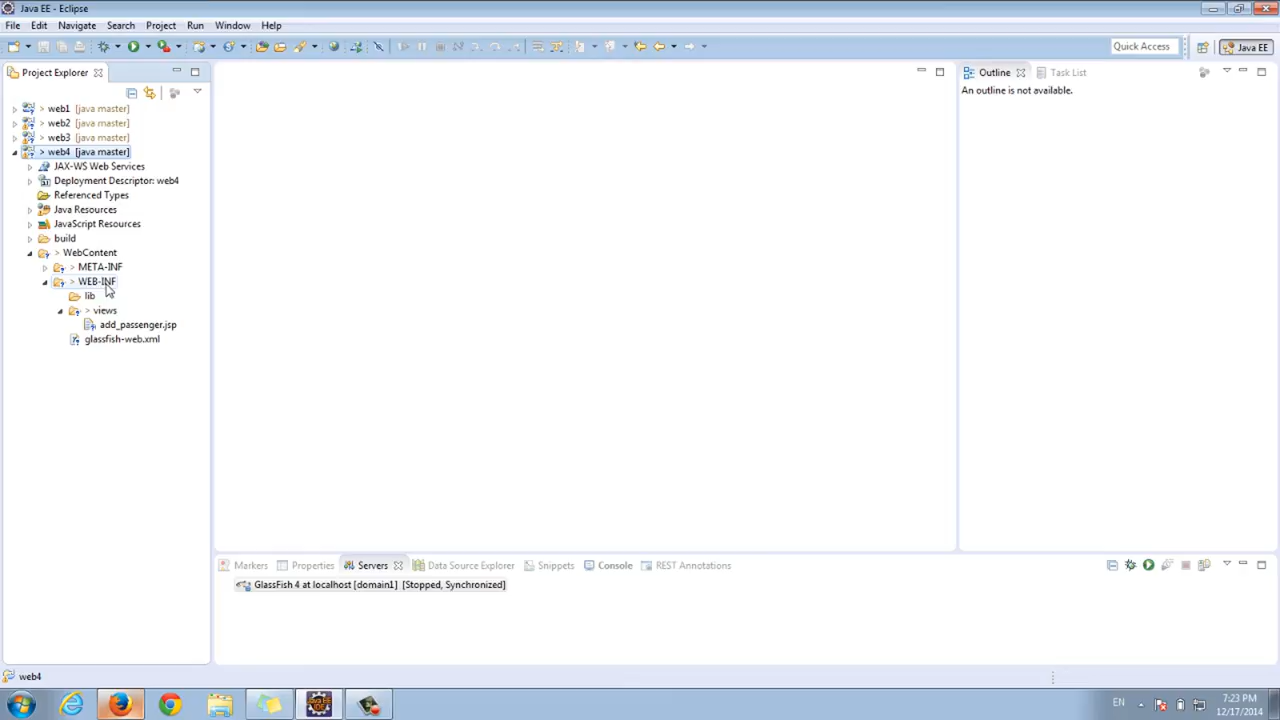 Java EE - Eclipse
File Edit Navigate Search Project Run Window Help
Quick Access Java EE
Project Explorer
> web1 [java master]
> web2 [java master]
> web3 [java master]
> web4 [java master]
JAX-WS Web Services
Deployment Descriptor: web4
Referenced Types
Java Resources
JavaScript Resources
build
> WebContent
> META-INF
> WEB-INF
lib
> views
add_passenger.jsp
glassfish-web.xml
Outline Task List
An outline is not available.
Markers Properties Servers Data Source Explorer Snippets Console REST Annotations
GlassFish 4 at localhost [domain1] [Stopped, Synchronized]
web4
EN
7:23 PM
12/17/2014